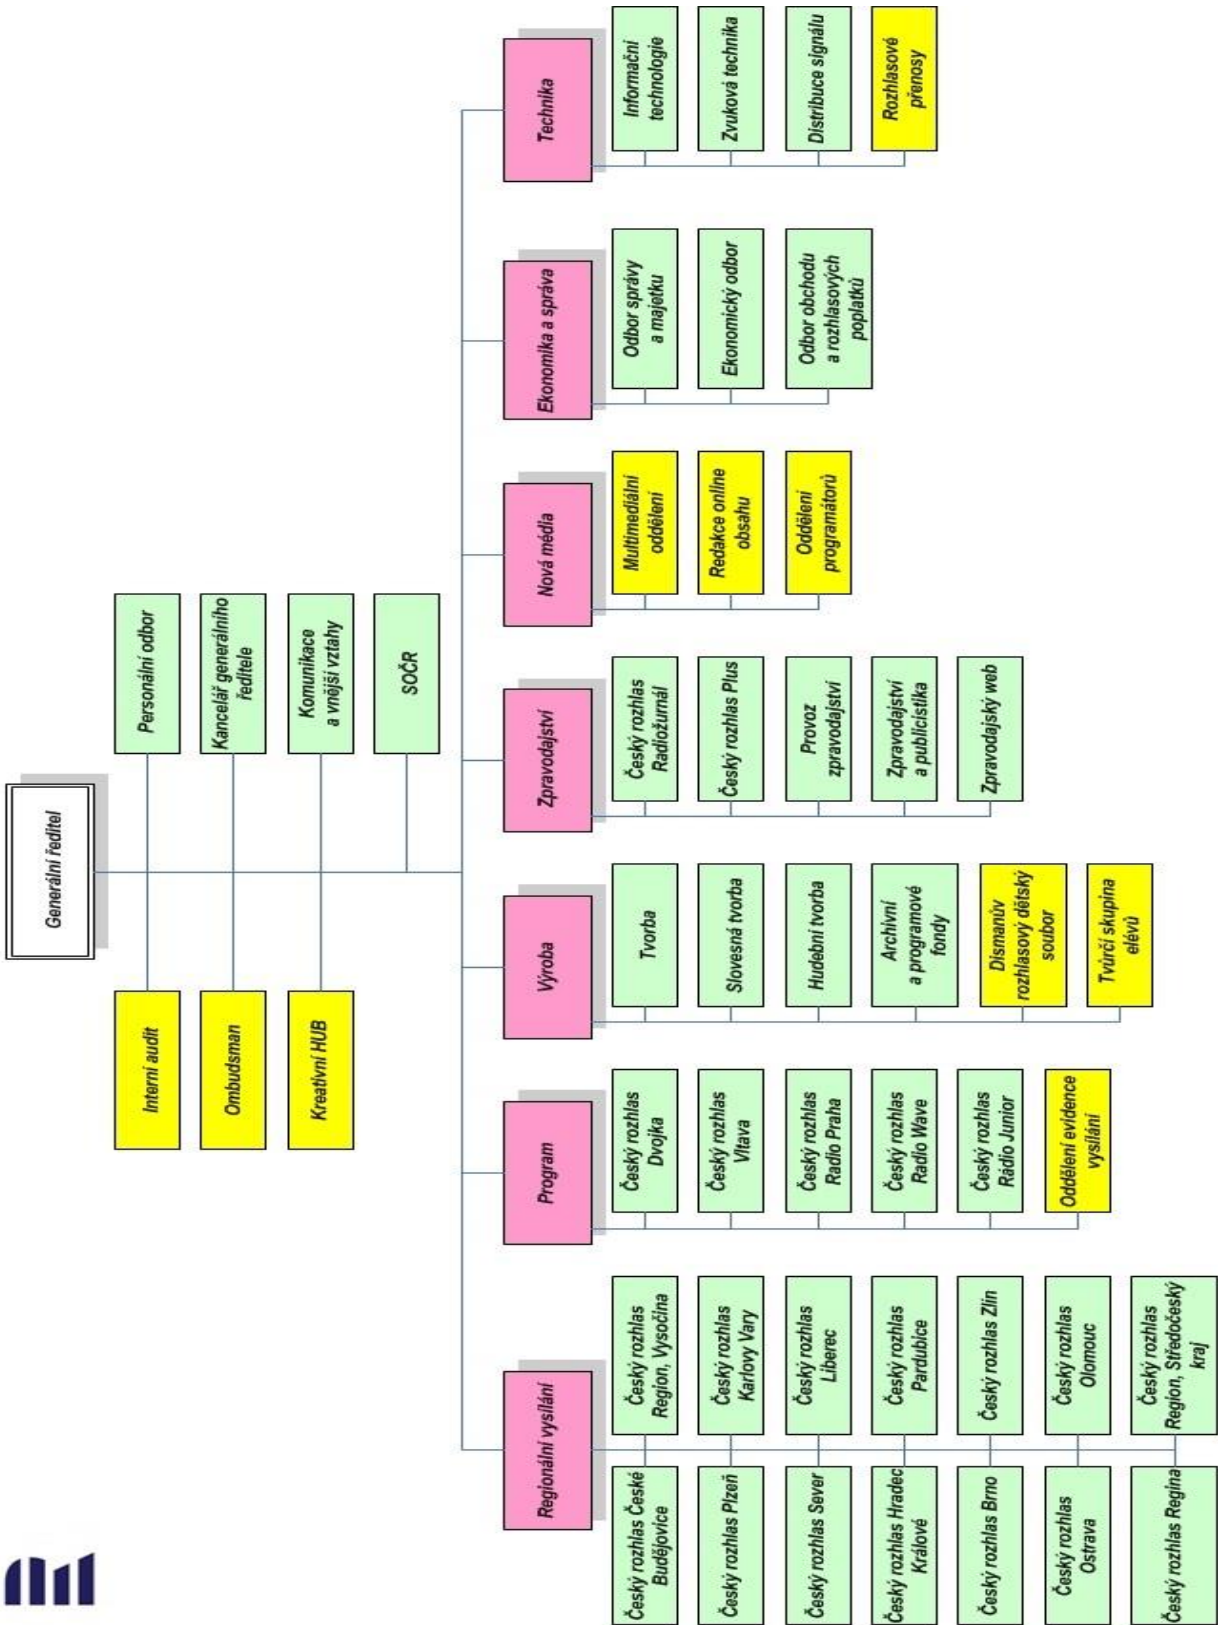 Generální ředitel
Interní audit
Personální odbor
Ombudsman
Kancelář generálního
ředitele
Kreativní HUB
Komunikace
a vnější vztahy
SOČR
Regionální vysílání
Český rozhlas České
Budějovice
Český rozhlas
Region, Vysočina
Český rozhlas Plzeň
Český rozhlas
Karlovy Vary
Český rozhlas Sever
Český rozhlas
Liberec
Český rozhlas Hradec
Králové
Český rozhlas
Pardubice
Český rozhlas Brno
Český rozhlas Zlín
Český rozhlas
Ostrava
Český rozhlas
Olomouc
Český rozhlas Regina
Český rozhlas
Region, Středočeský
kraj
Program
Český rozhlas
Dvojka
Český rozhlas
Vltava
Český rozhlas
Radio Praha
Český rozhlas
Radio Wave
Český rozhlas
Rádio Junior
Oddělení evidence
vysílání
Výroba
Tvorba
Slovesná tvorba
Hudební tvorba
Archivní
a programové
fondy
Dismanův
rozhlasový dětský
soubor
Tvůrčí skupina
elévů
Zpravodajství
Český rozhlas
Radiožurnál
Český rozhlas Plus
Provoz
zpravodajství
Zpravodajství
a publicistika
Zpravodajský web
Nová média
Multimediální
oddělení
Redakce online
obsahu
Oddělení
programátorů
Ekonomika a správa
Odbor správy
a majetku
Ekonomický odbor
Odbor obchodu
a rozhlasových
poplatků
Technika
Informační
technologie
Zvuková technika
Distribuce signálu
Rozhlasové
přenosy